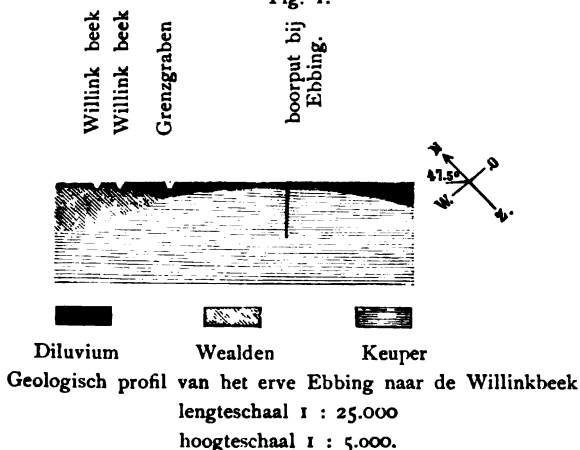 Fig. 1.
Willink beek
Willink beek
Grenzgraben
boorput bij
Ebbing.
N
O
47.5°
W.
Z.
Diluvium
Wealden
Keuper
Geologisch profil van het erve Ebbing naar de Willinkbeek
lengteschaal 1 : 25.000
hoogteschaal 1 : 5.000.